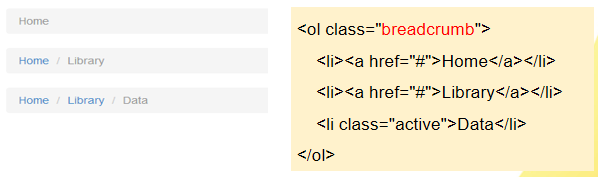 Home
Home / Library
Home / Library / Data
<ol class="breadcrumb">
<li><a href="#">Home</a></li>
<li><a href="#">Library</a></li>
<li class="active">Data</li>
</ol>